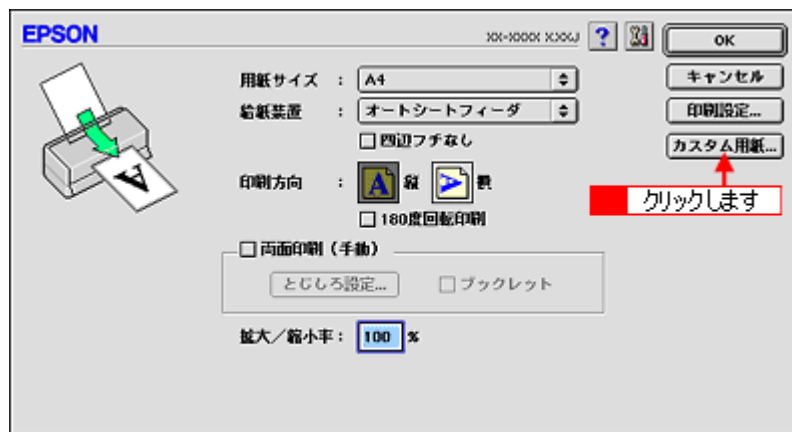 EPSON
XX-XXXX X.XXJ
?
OK
用紙サイズ : A4
キャンセル
給紙装置 : オートシートフィーダ
印刷設定...
四辺フチなし
カスタム用紙...
印刷方向 : 縦 横
クリックします
180度回転印刷
両面印刷（手動）
とじしろ設定...
ブックレット
拡大／縮小率 : 100 %